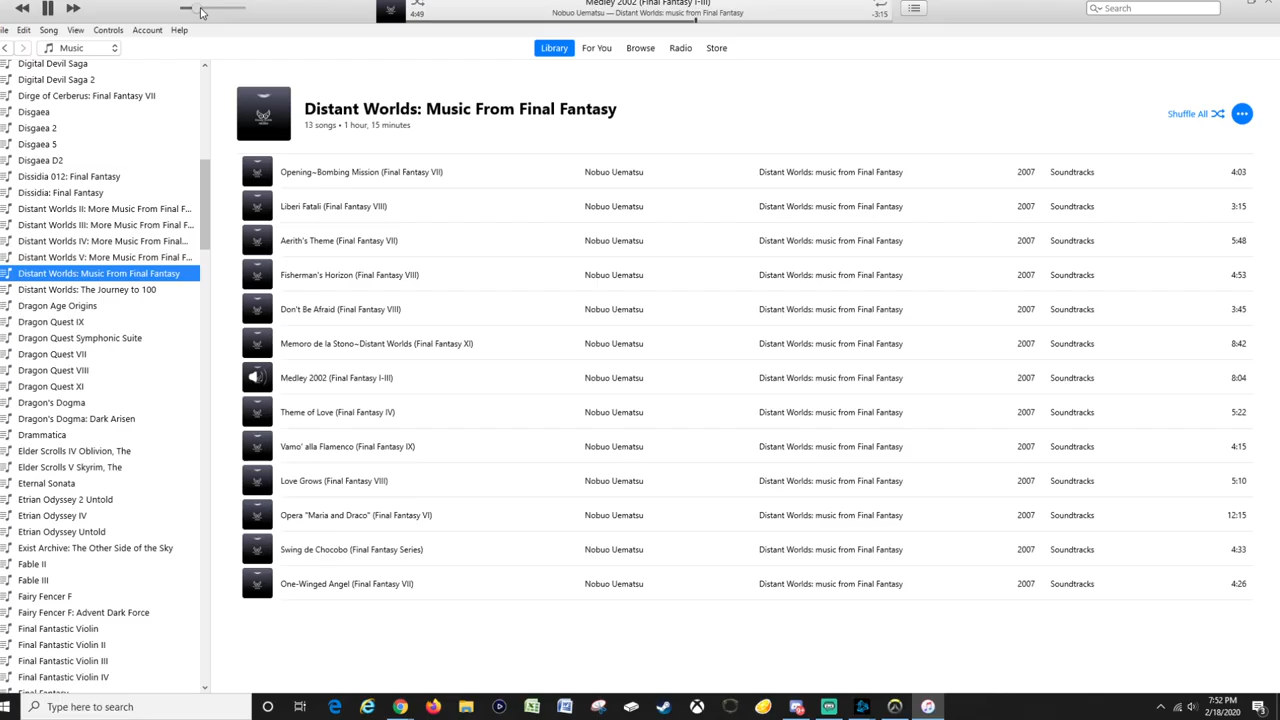 Medley 2002 (Final Fantasy I-III)
4:49
Nobuo Uematsu — Distant Worlds: music from Final Fantasy
-3:15
Search
Edit Song View Controls Account Help
Music
Library For You Browse Radio Store
Digital Devil Saga
Digital Devil Saga 2
Dirge of Cerberus: Final Fantasy VII
Disgaea
Disgaea 2
Disgaea 5
Disgaea D2
Dissidia 012: Final Fantasy
Dissidia: Final Fantasy
Distant Worlds II: More Music From Final F...
Distant Worlds III: More Music From Final F...
Distant Worlds IV: More Music From Final...
Distant Worlds V: More Music From Final F...
Distant Worlds: Music From Final Fantasy
Distant Worlds: The Journey to 100
Dragon Age Origins
Dragon Quest IX
Dragon Quest Symphonic Suite
Dragon Quest VII
Dragon Quest VIII
Dragon Quest XI
Dragon's Dogma
Dragon's Dogma: Dark Arisen
Drammatica
Elder Scrolls IV Oblivion, The
Elder Scrolls V Skyrim, The
Eternal Sonata
Etrian Odyssey 2 Untold
Etrian Odyssey IV
Etrian Odyssey Untold
Exist Archive: The Other Side of the Sky
Fable II
Fable III
Fairy Fencer F
Fairy Fencer F: Advent Dark Force
Final Fantastic Violin
Final Fantastic Violin II
Final Fantastic Violin III
Final Fantastic Violin IV
Distant Worlds: Music From Final Fantasy
13 songs • 1 hour, 15 minutes
Shuffle All
Opening~Bombing Mission (Final Fantasy VII) Nobuo Uematsu Distant Worlds: music from Final Fantasy 2007 Soundtracks 4:03
Liberi Fatali (Final Fantasy VIII) Nobuo Uematsu Distant Worlds: music from Final Fantasy 2007 Soundtracks 3:15
Aerith's Theme (Final Fantasy VII) Nobuo Uematsu Distant Worlds: music from Final Fantasy 2007 Soundtracks 5:48
Fisherman's Horizon (Final Fantasy VIII) Nobuo Uematsu Distant Worlds: music from Final Fantasy 2007 Soundtracks 4:53
Don't Be Afraid (Final Fantasy VIII) Nobuo Uematsu Distant Worlds: music from Final Fantasy 2007 Soundtracks 3:45
Memoro de la Stono~Distant Worlds (Final Fantasy XI) Nobuo Uematsu Distant Worlds: music from Final Fantasy 2007 Soundtracks 8:42
Medley 2002 (Final Fantasy I-III) Nobuo Uematsu Distant Worlds: music from Final Fantasy 2007 Soundtracks 8:04
Theme of Love (Final Fantasy IV) Nobuo Uematsu Distant Worlds: music from Final Fantasy 2007 Soundtracks 5:22
Vamo' alla Flamenco (Final Fantasy IX) Nobuo Uematsu Distant Worlds: music from Final Fantasy 2007 Soundtracks 4:15
Love Grows (Final Fantasy VIII) Nobuo Uematsu Distant Worlds: music from Final Fantasy 2007 Soundtracks 5:10
Opera "Maria and Draco" (Final Fantasy VI) Nobuo Uematsu Distant Worlds: music from Final Fantasy 2007 Soundtracks 12:15
Swing de Chocobo (Final Fantasy Series) Nobuo Uematsu Distant Worlds: music from Final Fantasy 2007 Soundtracks 4:33
One-Winged Angel (Final Fantasy VII) Nobuo Uematsu Distant Worlds: music from Final Fantasy 2007 Soundtracks 4:26
Type here to search
7:52 PM
2/18/2020